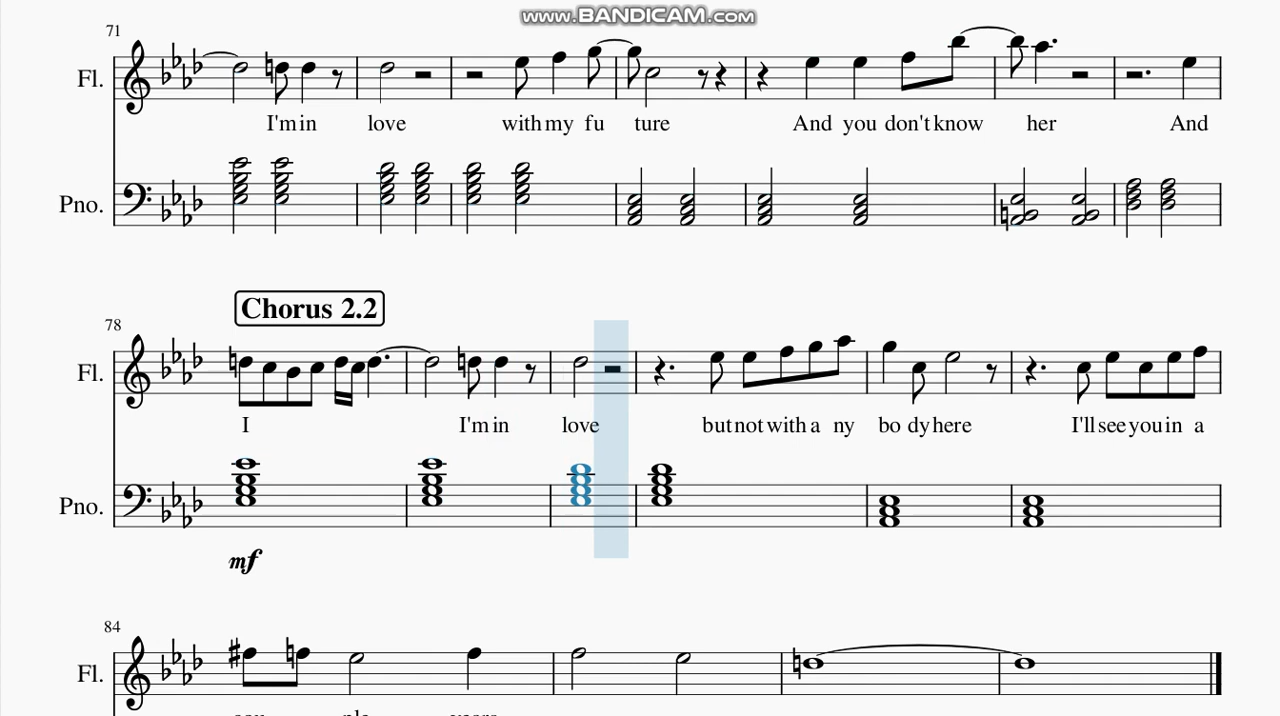 www.BANDICAM.com
71
Fl.
I'm in love with my fu ture And you don't know her And
Pno.
Chorus 2.2
78
Fl.
I I'm in love but not with a ny bo dy here I'll see you in a
Pno.
mf
84
Fl.